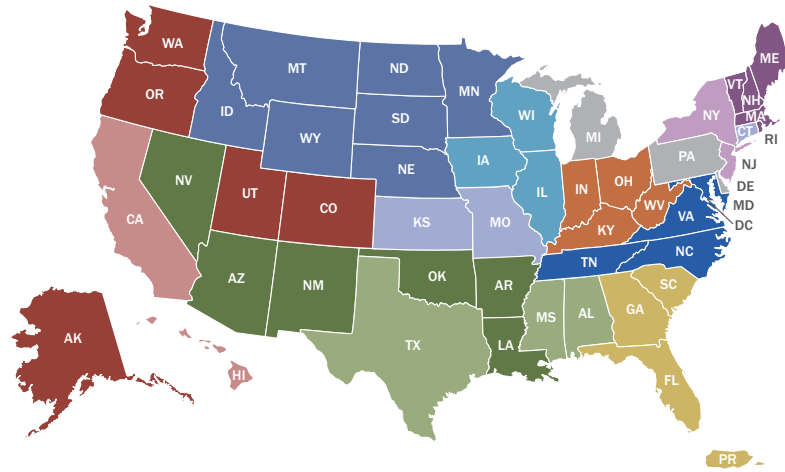 WA
OR
ID
MT
ND
SD
WY
NE
MN
WI
IA
IL
MI
IN
OH
KY
WV
PA
NY
VT
NH
ME
MA
CT
RI
NJ
DE
MD
DC
VA
NC
TN
NV
UT
CO
KS
MO
CA
AZ
NM
OK
AR
TX
LA
MS
AL
GA
SC
FL
PR
AK
HI